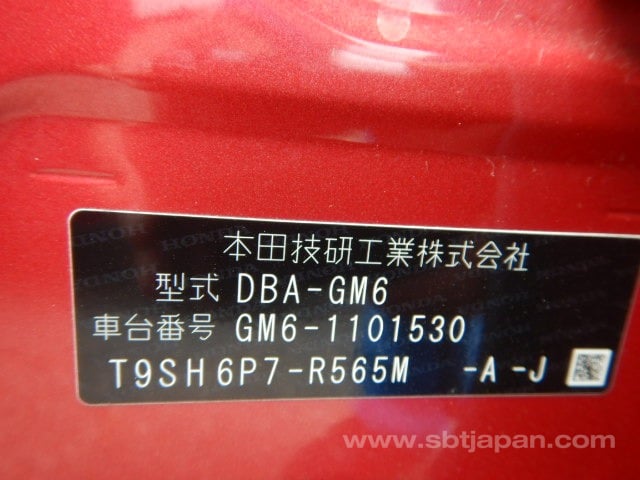 本田技研工業株式会社
型式 DBA-GM6
車台番号 GM6-1101530
T9SH6P7-R565M -A-J
www.sbtjapan.com